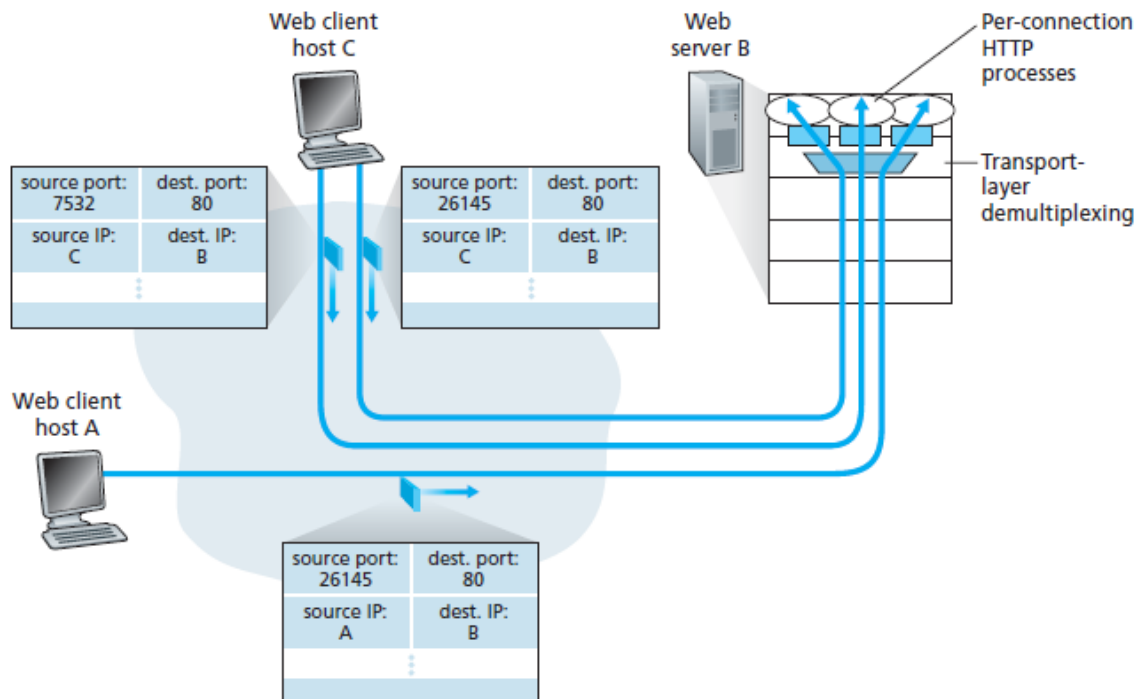 Web client
host C
Web
server B
Per-connection
HTTP
processes
Transport-
layer
demultiplexing
source port:
7532
dest. port:
80
source IP:
C
dest. IP:
B
source port:
26145
dest. port:
80
source IP:
C
dest. IP:
B
Web client
host A
source port:
26145
dest. port:
80
source IP:
A
dest. IP:
B